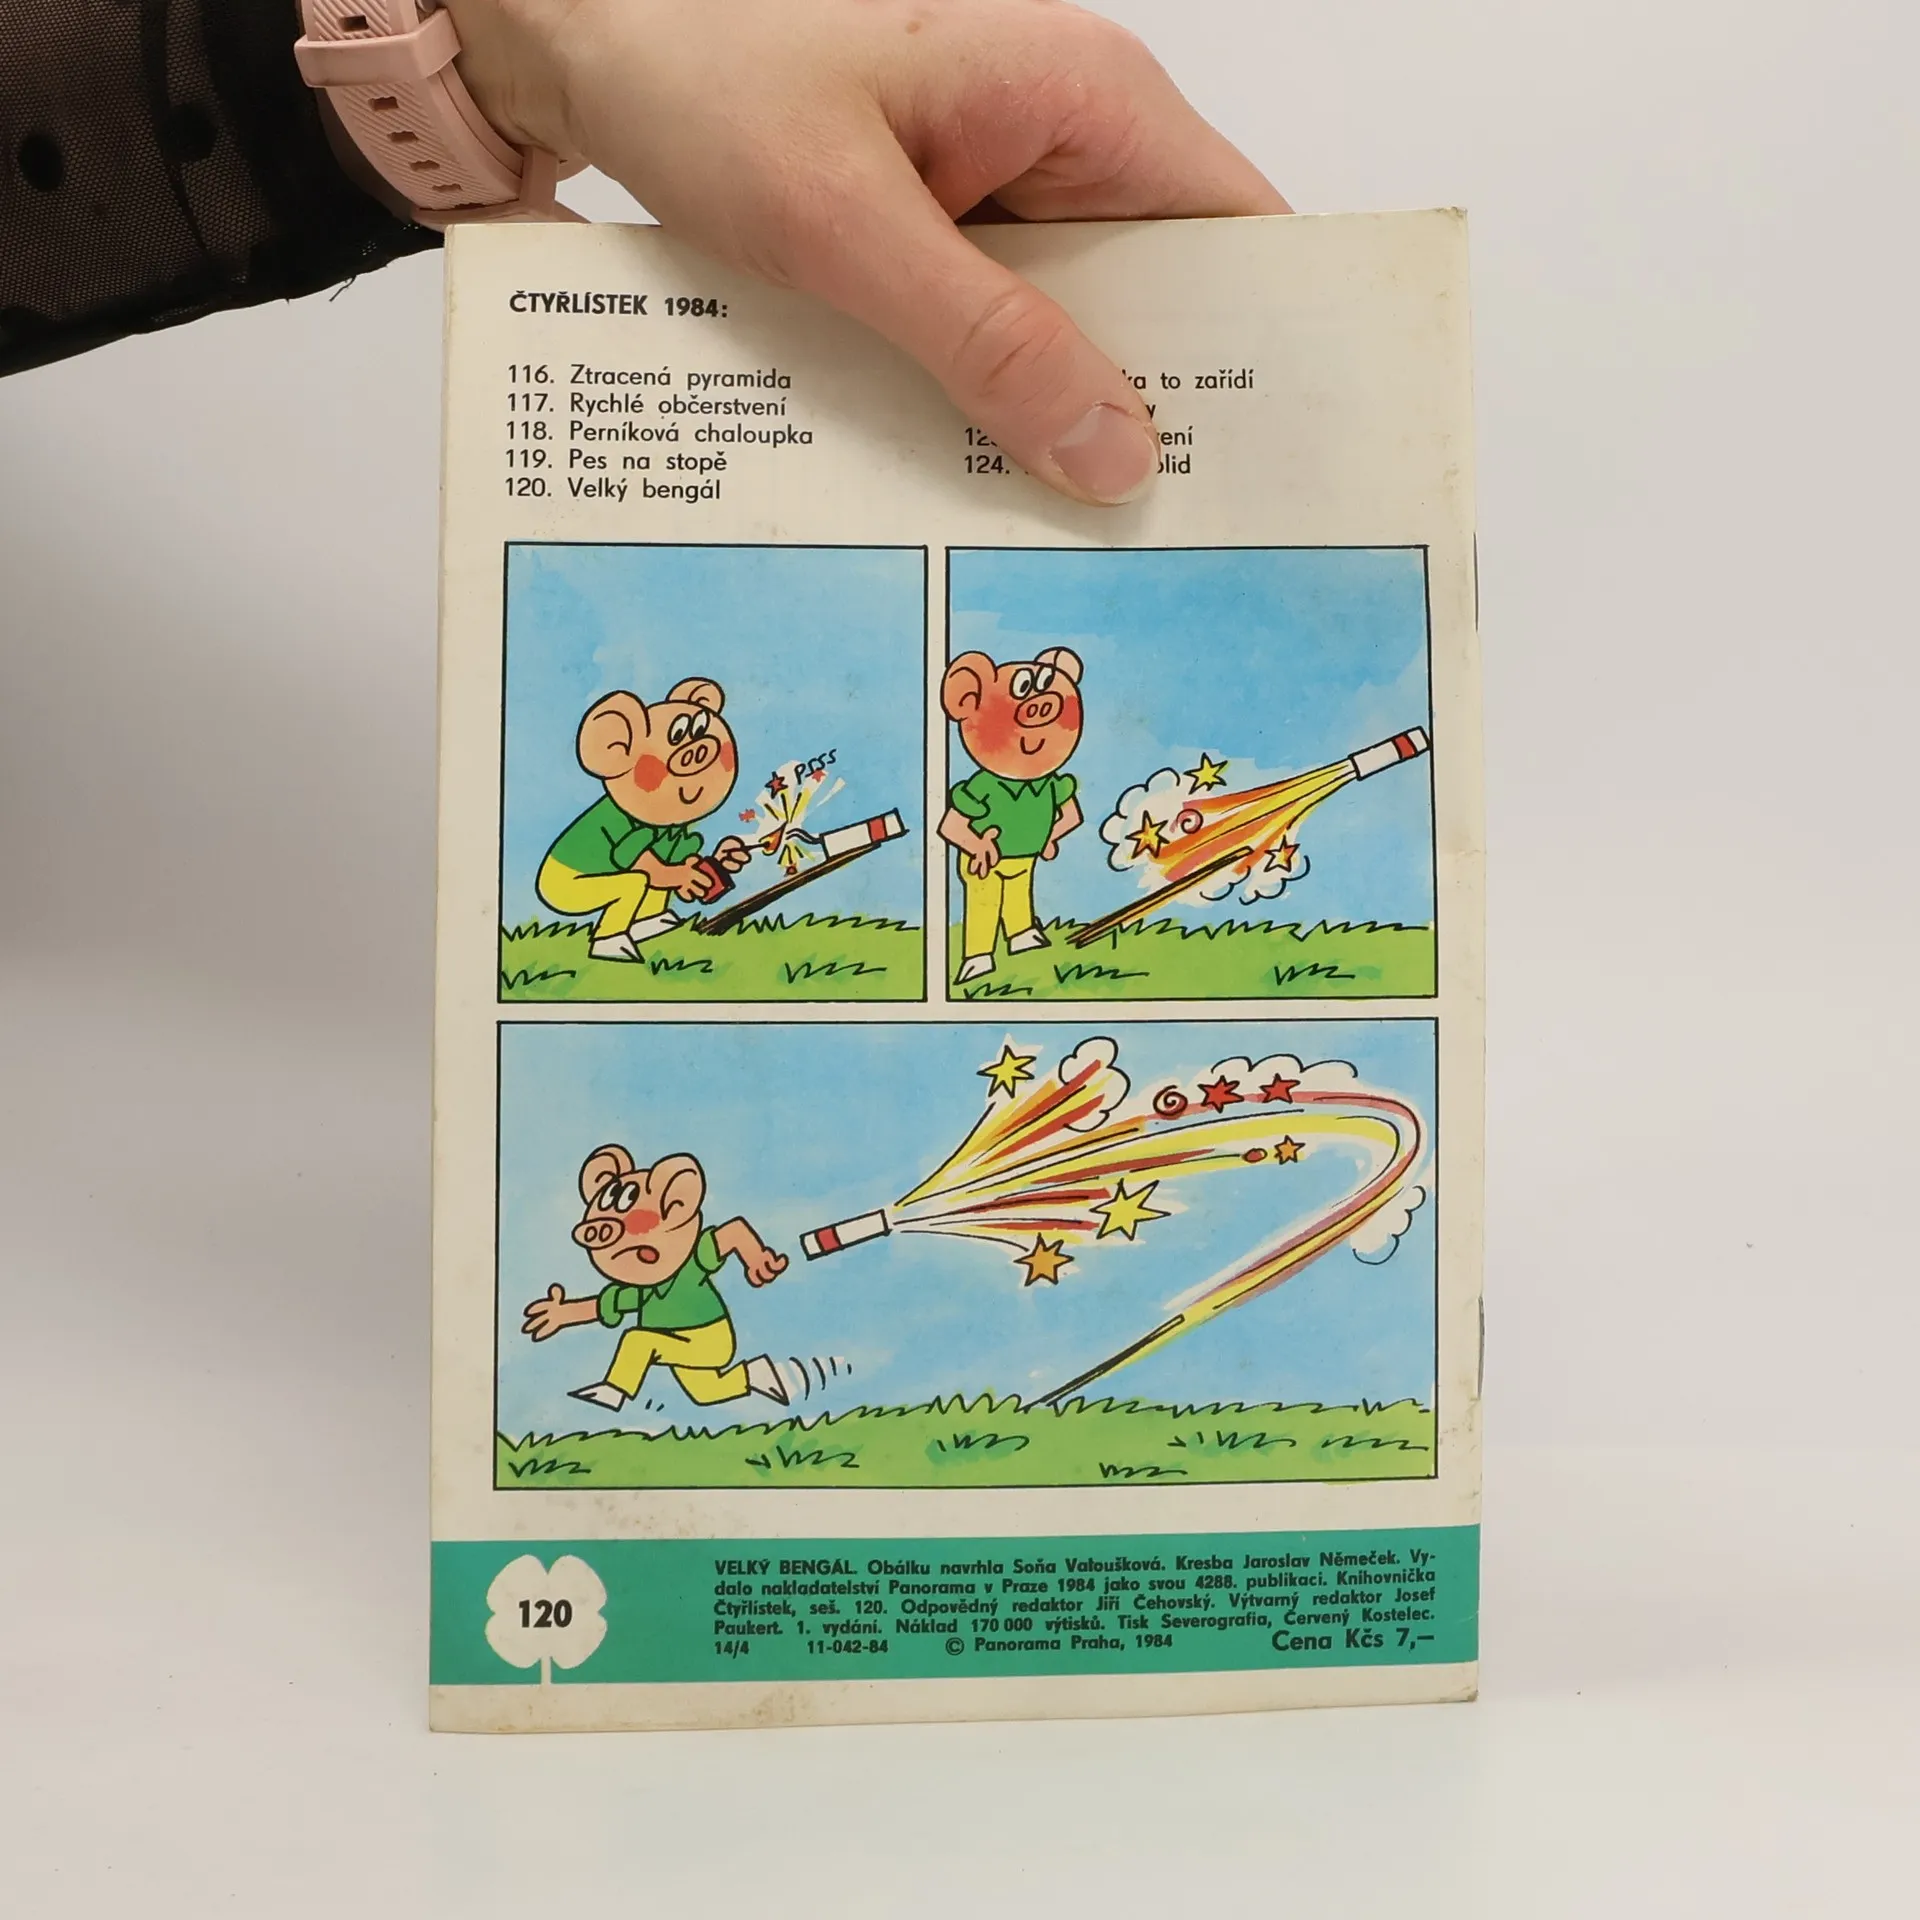 ČTYŘLÍSTEK 1984:
116. Ztracená pyramida
117. Rychlé občerstvení
118. Perníková chaloupka
119. Pes na stopě
120. Velký bengál
to zařídí
124.
PSSS
120
VELKÝ BENGÁL. Obálku navrhla Soňa Valoušková. Kresba Jaroslav Němeček. Vy-
dalo nakladatelství Panorama v Praze 1984 jako svou 4288. publikaci. Knihovnička
Čtyřlístek, seš. 120. Odpovědný redaktor Jiří Čehovský. Výtvarný redaktor Josef
Paukert. 1. vydání. Náklad 170 000 výtisků. Tisk Severografia, Červený Kostelec.
14/4 11-042-84 © Panorama Praha, 1984 Cena Kčs 7,—